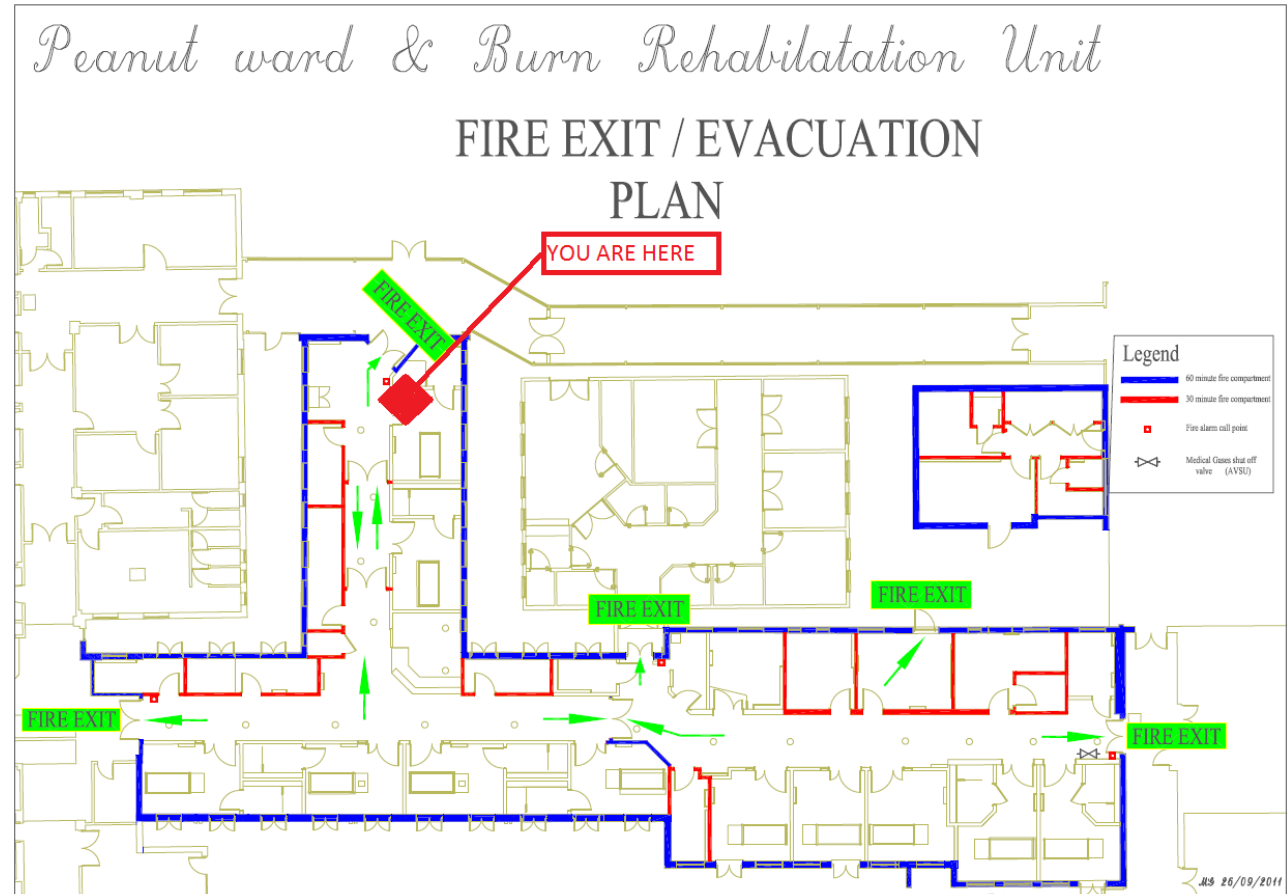 Peanut ward & Burn Rehabilatation Unit
FIRE EXIT / EVACUATION
PLAN
YOU ARE HERE
FIRE EXIT
Legend
60 minute fire compartment
30 minute fire compartment
Fire alarm call point
Medical Gases shut off
valve (AVSU)
FIRE EXIT
FIRE EXIT
FIRE EXIT
FIRE EXIT
26/09/2011